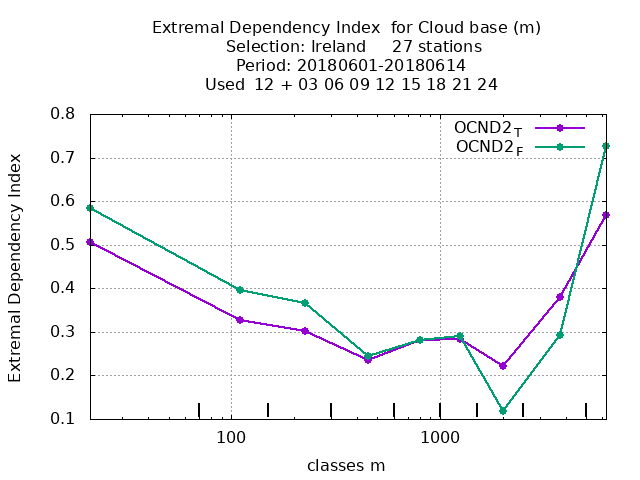 Extremal Dependency Index  for Cloud base (m)
Selection: Ireland     27 stations
Period: 20180601-20180614
Used  12 + 03 06 09 12 15 18 21 24
OCND2T
OCND2F
0.8
0.7
0.6
0.5
0.4
0.3
0.2
0.1
Extremal Dependency Index
100 1000
classes m